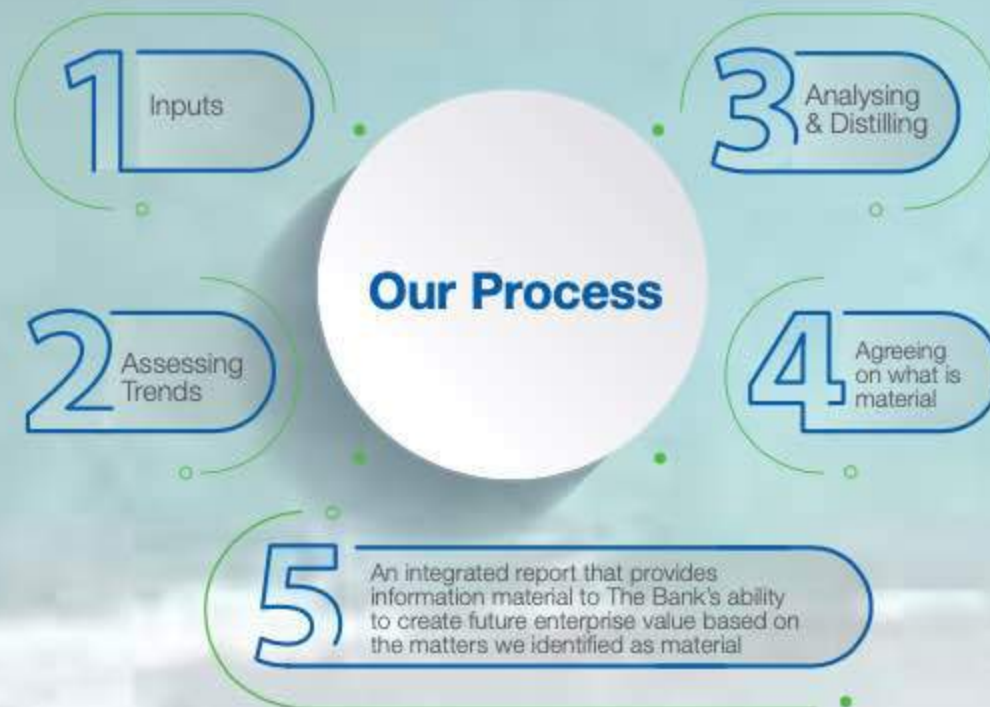 Our Process
1
Inputs
2
Assessing
Trends
3
Analysing
& Distilling
4
Agreeing
on what is
material
5
An integrated report that provides
information material to The Bank's ability
to create future enterprise value based on
the matters we identified as material